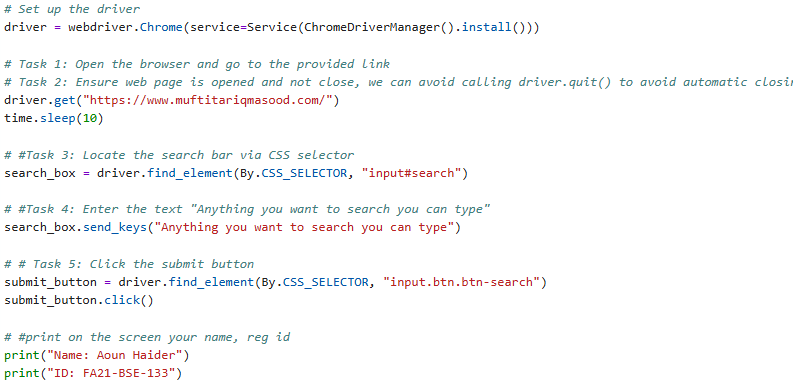 # Set up the driver
driver = webdriver.Chrome(service=Service(ChromeDriverManager().install()))
# Task 1: Open the browser and go to the provided link
# Task 2: Ensure web page is opened and not close, we can avoid calling driver.quit() to avoid automatic closin
driver.get("https://www.muftitariqmasood.com/")
time.sleep(10)
# #Task 3: Locate the search bar via CSS selector
search_box = driver.find_element(By.CSS_SELECTOR, "input#search")
# #Task 4: Enter the text "Anything you want to search you can type"
search_box.send_keys("Anything you want to search you can type")
# # Task 5: Click the submit button
submit_button = driver.find_element(By.CSS_SELECTOR, "input.btn.btn-search")
submit_button.click()
# #print on the screen your name, reg id
print("Name: Aoun Haider")
print("ID: FA21-BSE-133")